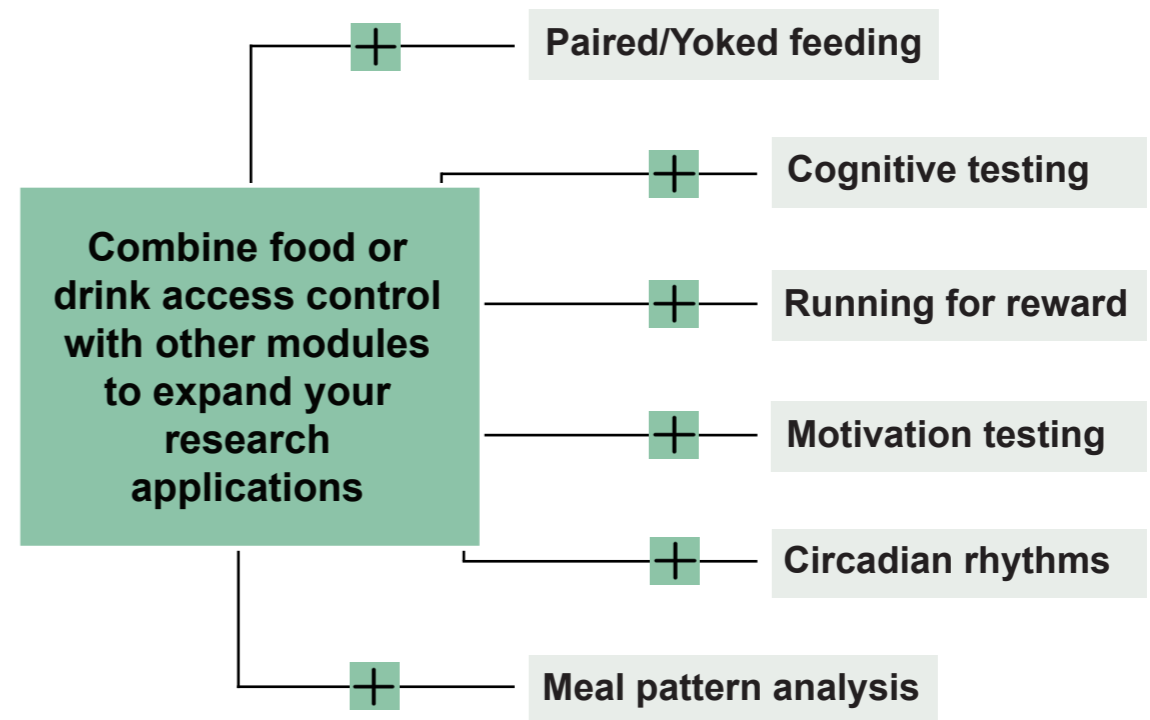 Paired/Yoked feeding
Cognitive testing
Combine food or
drink access control
with other modules
to expand your
research
applications
Running for reward
Motivation testing
Circadian rhythms
Meal pattern analysis